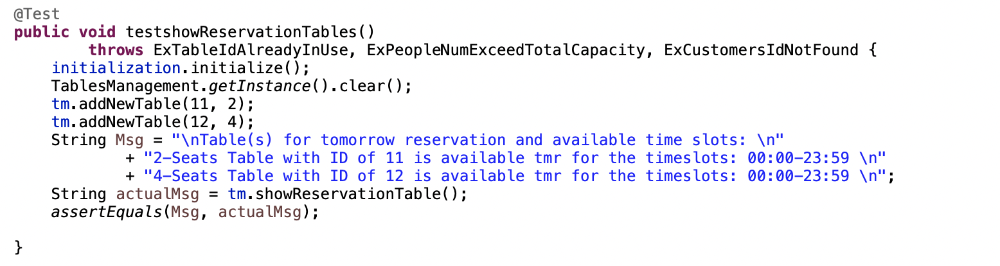 @Test
public void testshowReservationTables()
        throws ExTableIdAlreadyInUse, ExPeopleNumExceedTotalCapacity, ExCustomersIdNotFound {
    initialization.initialize();
    TablesManagement.getInstance().clear();
    tm.addNewTable(11, 2);
    tm.addNewTable(12, 4);
    String Msg = "\nTable(s) for tomorrow reservation and available time slots: \n"
            + "2-Seats Table with ID of 11 is available tmr for the timeslots: 00:00-23:59 \n"
            + "4-Seats Table with ID of 12 is available tmr for the timeslots: 00:00-23:59 \n";
    String actualMsg = tm.showReservationTable();
    assertEquals(Msg, actualMsg);
}